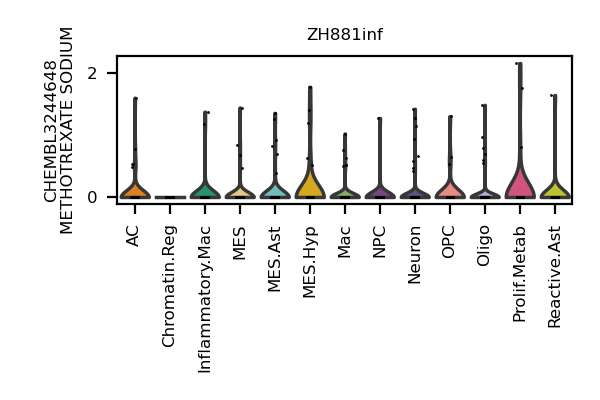 ZH881inf
CHEMBL3244648
METHOTREXATE SODIUM
2
0
AC
Chromatin.Reg
Inflammatory.Mac
MES
MES.Ast
MES.Hyp
Mac
NPC
Neuron
OPC
Oligo
Prolif.Metab
Reactive.Ast